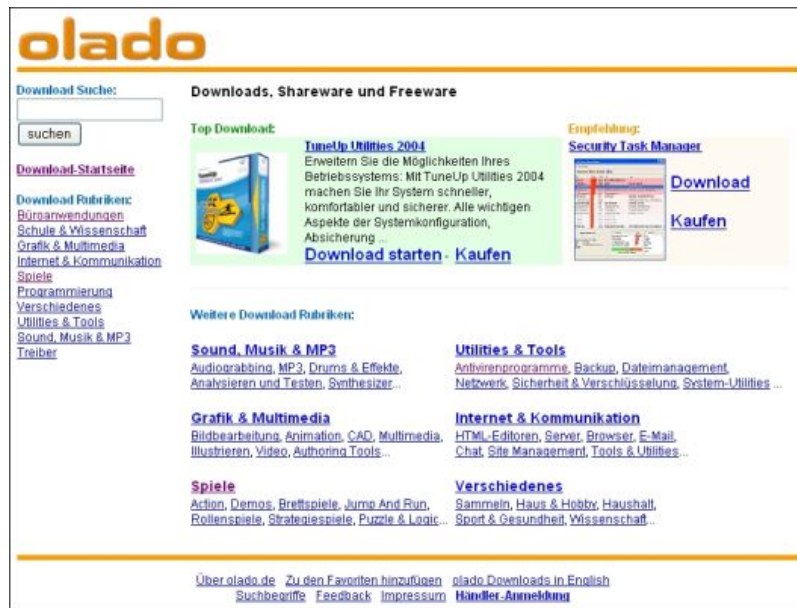 olado
Download Suche:
suchen
Download-Startseite
Download Rubriken:
Büroanwendungen
Schule & Wissenschaft
Grafik & Multimedia
Internet & Kommunikation
Spiele
Programmierung
Verschiedenes
Utilities & Tools
Sound, Musik & MP3
Treiber
Downloads, Shareware und Freeware
Top Download:
TuneUp Utilities 2004
Erweitern Sie die Möglichkeiten Ihres
Betriebssystems: Mit TuneUp Utilities 2004
machen Sie Ihr System schneller,
komfortabler und sicherer. Alle wichtigen
Aspekte der Systemkonfiguration,
Absicherung ...
Download starten - Kaufen
TuneUp
Empfehlung:
Security Task Manager
Download
Kaufen
Weitere Download Rubriken:
Sound, Musik & MP3
Audiograbbing, MP3, Drums & Effekte,
Analysieren und Testen, Synthesizer...
Utilities & Tools
Antivirenprogramme, Backup, Dateimanagement,
Netzwerk, Sicherheit & Verschlüsselung, System-Utilities ...
Grafik & Multimedia
Bildbearbeitung, Animation, CAD, Multimedia,
Illustrieren, Video, Authoring Tools...
Internet & Kommunikation
HTML-Editoren, Server, Browser, E-Mail,
Chat, Site Management, Tools & Utilities...
Spiele
Action, Demos, Brettspiele, Jump And Run,
Rollenspiele, Strategiespiele, Puzzle & Logic...
Verschiedenes
Sammeln, Haus & Hobby, Haushalt,
Sport & Gesundheit, Wissenschaft...
Über olado.de Zu den Favoriten hinzufügen olado Downloads in English
Suchbegriffe Feedback Impressum Händler-Anmeldung